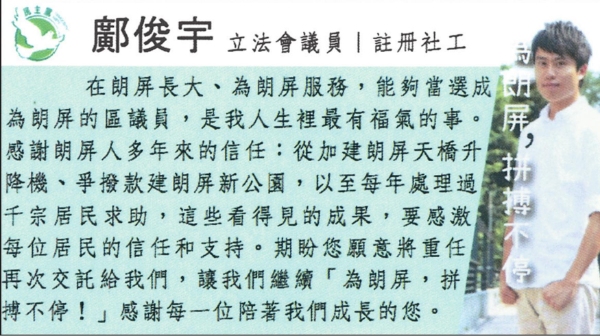 民主黨
鄺俊宇 立法會議員｜註冊社工
在朗屏長大、為朗屏服務，能夠當選成
為朗屏的區議員，是我人生裡最有福氣的事。
感謝朗屏人多年來的信任：從加建朗屏天橋升
降機、爭撥款建朗屏新公園，以至每年處理過
千宗居民求助，這些看得見的成果，要感激
每位居民的信任和支持。期盼您願意將重任
再次交託給我們，讓我們繼續「為朗屏，拼
搏不停！」感謝每一位陪著我們成長的您。
為朗屏，拼搏不停